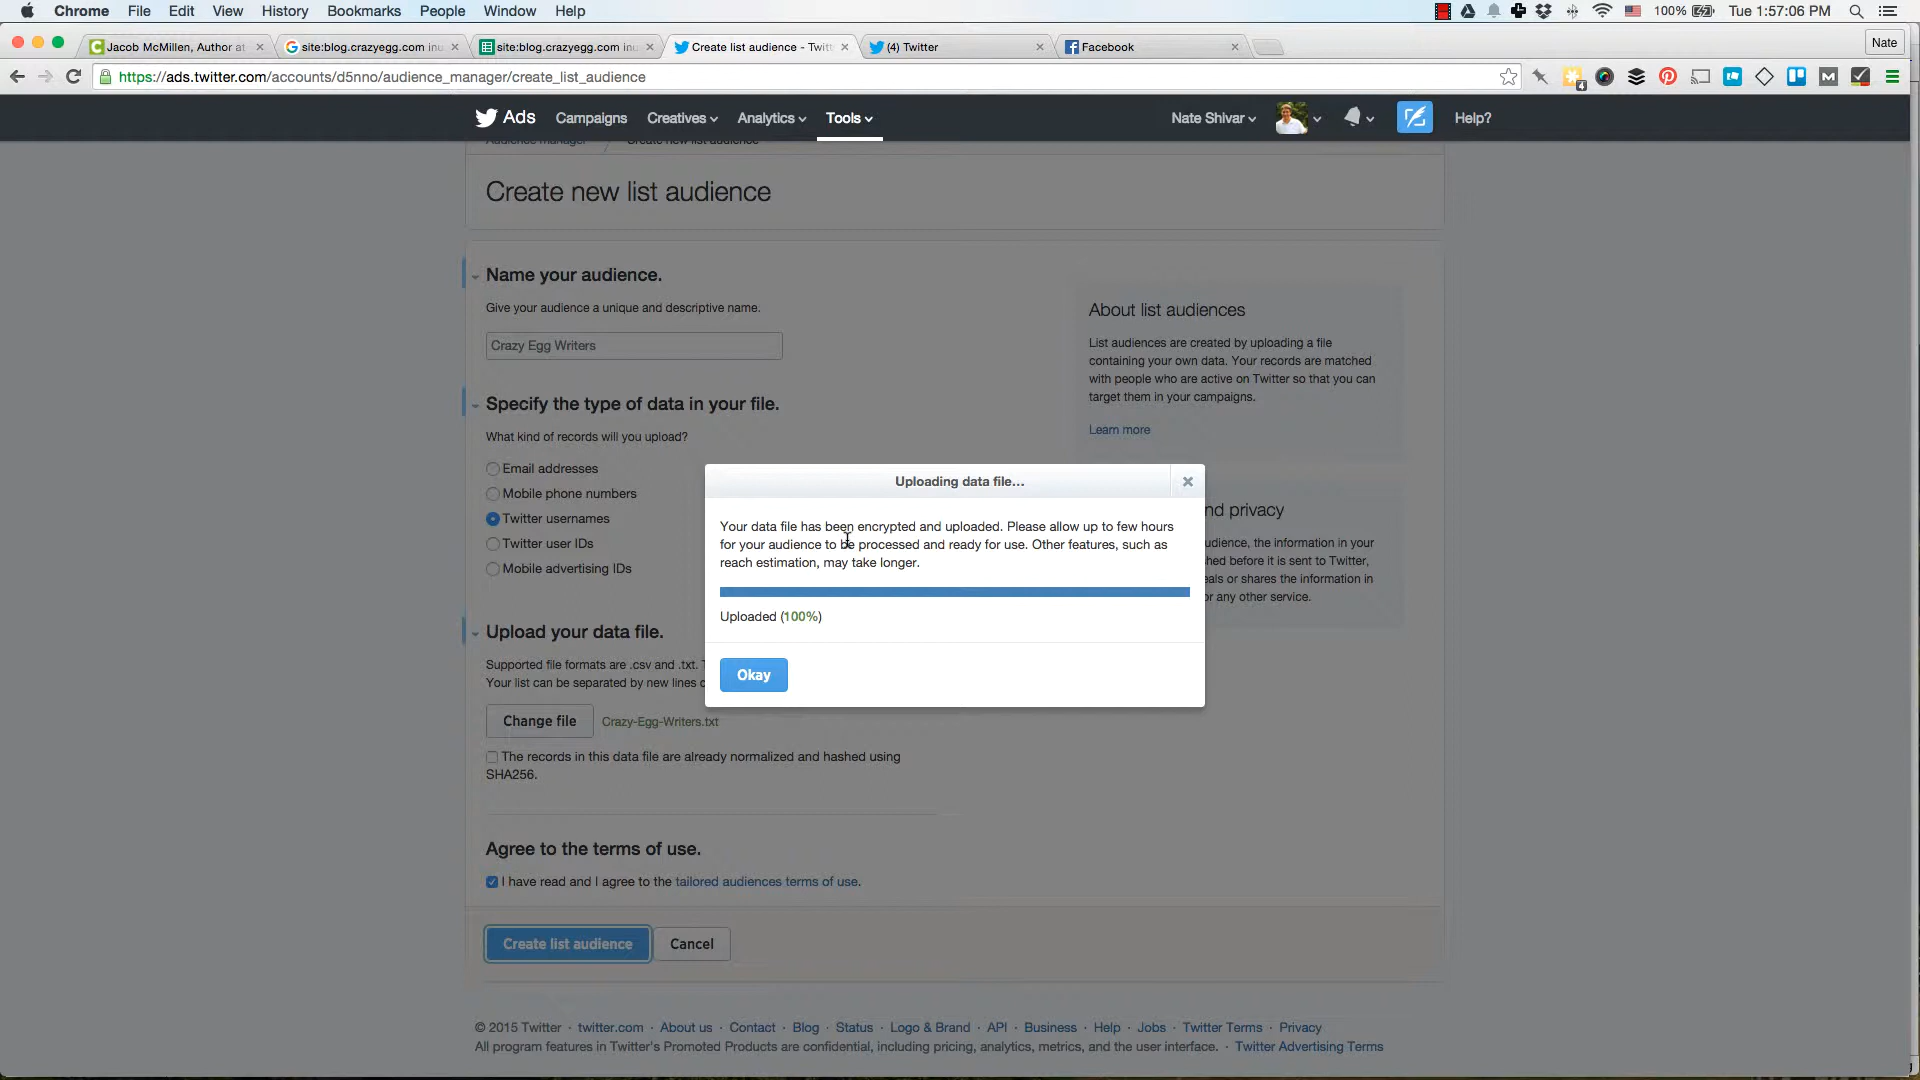 Chrome File Edit View History Bookmarks People Window Help 100% Tue 1:57:06 PM
Jacob McMillen, Author at site:blog.crazyegg.com inu site:blog.crazyegg.com inu Create list audience - Twitt (4) Twitter Facebook Nate
https://ads.twitter.com/accounts/d5nno/audience_manager/create_list_audience
Ads Campaigns Creatives Analytics Tools Nate Shivar Help?
Audience manager / Create new list audience
Create new list audience
Name your audience.
Give your audience a unique and descriptive name.
Crazy Egg Writers
Specify the type of data in your file.
What kind of records will you upload?
Email addresses
Mobile phone numbers
Twitter usernames
Twitter user IDs
Mobile advertising IDs
Upload your data file.
Supported file formats are .csv and .txt.
Your list can be separated by new lines
Change file Crazy-Egg-Writers.txt
The records in this data file are already normalized and hashed using
SHA256.
Agree to the terms of use.
I have read and I agree to the tailored audiences terms of use.
Create list audience Cancel
About list audiences
List audiences are created by uploading a file
containing your own data. Your records are matched
with people who are active on Twitter so that you can
target them in your campaigns.
Learn more
nd privacy
udience, the information in your
hed before it is sent to Twitter,
eals or shares the information in
or any other service.
Uploading data file...
Your data file has been encrypted and uploaded. Please allow up to few hours
for your audience to be processed and ready for use. Other features, such as
reach estimation, may take longer.
Uploaded (100%)
Okay
© 2015 Twitter · twitter.com · About us · Contact · Blog · Status · Logo & Brand · API · Business · Help · Jobs · Twitter Terms · Privacy
All program features in Twitter's Promoted Products are confidential, including pricing, analytics, metrics, and the user interface. · Twitter Advertising Terms